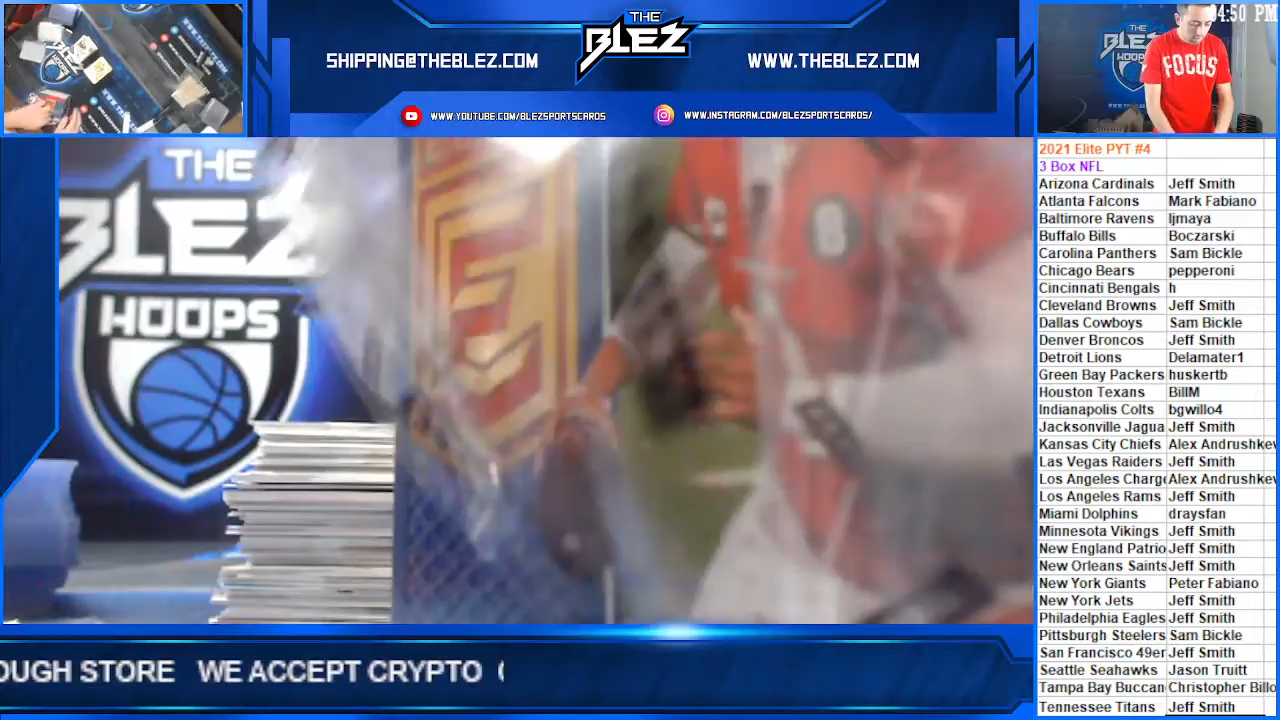 THE
BLEZ
SHIPPING@THEBLEZ.COM
WWW.THEBLEZ.COM
WWW.YOUTUBE.COM/BLEZSPORTSCARDS
WWW.INSTAGRAM.COM/BLEZSPORTSCARDS/
04:50 PM
THE
BLEZ
HOOPS
FOCUS
THE
BLEZ
HOOPS
E
8
2021 Elite PYT #4
3 Box NFL
Arizona Cardinals Jeff Smith
Atlanta Falcons Mark Fabiano
Baltimore Ravens ljmaya
Buffalo Bills Boczarski
Carolina Panthers Sam Bickle
Chicago Bears pepperoni
Cincinnati Bengals h
Cleveland Browns Jeff Smith
Dallas Cowboys Sam Bickle
Denver Broncos Jeff Smith
Detroit Lions Delamater1
Green Bay Packers huskertb
Houston Texans BillM
Indianapolis Colts bgwillo4
Jacksonville Jagua Jeff Smith
Kansas City Chiefs Alex Andrushkev
Las Vegas Raiders Jeff Smith
Los Angeles Charge Alex Andrushkev
Los Angeles Rams Jeff Smith
Miami Dolphins draysfan
Minnesota Vikings Jeff Smith
New England Patrio Jeff Smith
New Orleans Saints Jeff Smith
New York Giants Peter Fabiano
New York Jets Jeff Smith
Philadelphia Eagles Jeff Smith
Pittsburgh Steelers Sam Bickle
San Francisco 49er Jeff Smith
Seattle Seahawks Jason Truitt
Tampa Bay Buccan Christopher Billo
Tennessee Titans Jeff Smith
OUGH STORE WE ACCEPT CRYPTO